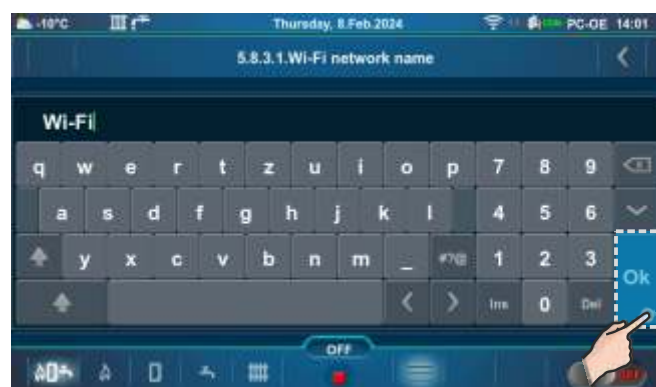 -10°C Thursday, 8.Feb.2024 PC-OE 14:01
5.8.3.1.Wi-Fi network name
Wi-Fi
q w e r t z u i o p 7 8 9
a s d f g h j k l 4 5 6
y x c v b n m _ #?@ 1 2 3 Ok
Ins 0 Del
OFF
OFF